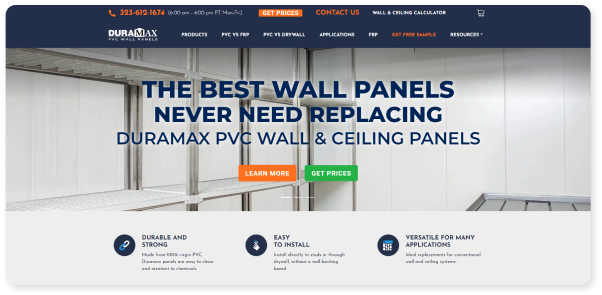 323-612-1674 (6:00 am - 4:00 pm PT Mon-Fri) GET PRICES CONTACT US WALL & CEILING CALCULATOR
DURAMAX
PVC WALL PANELS
PRODUCTS PVC VS FRP PVC VS DRYWALL APPLICATIONS FRP GET FREE SAMPLE RESOURCES
THE BEST WALL PANELS
NEVER NEED REPLACING
DURAMAX PVC WALL & CEILING PANELS
LEARN MORE GET PRICES
DURABLE AND
STRONG
Made from 100% virgin PVC,
Duramax panels are easy to clean
and resistant to chemicals
EASY
TO INSTALL
Install directly to studs or through
drywall, without a wall backing
board.
VERSATILE FOR MANY
APPLICATIONS
Ideal replacements for conventional
wall and ceiling systems